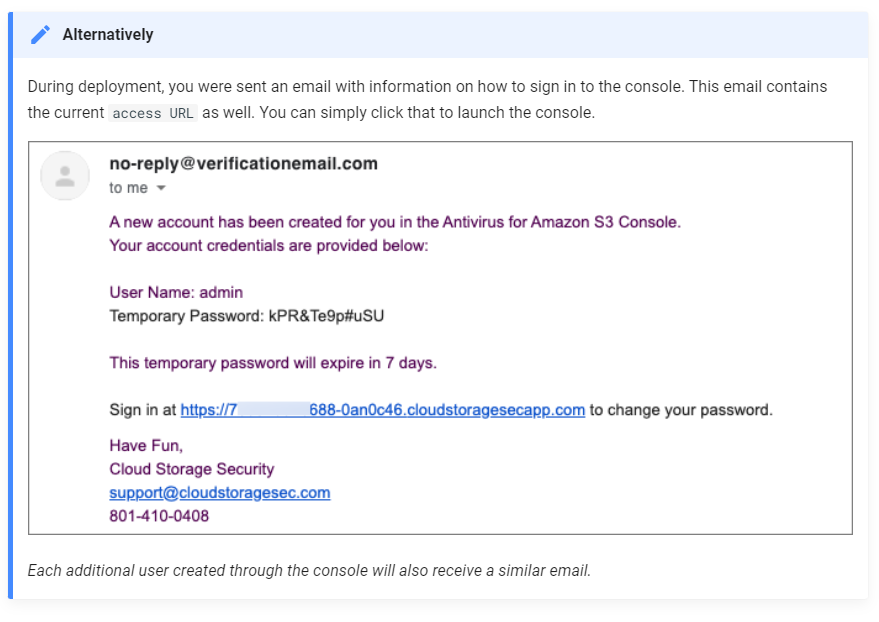 Alternatively
During deployment, you were sent an email with information on how to sign in to the console. This email contains
the current access URL as well. You can simply click that to launch the console.
no-reply@verificationemail.com
to me
A new account has been created for you in the Antivirus for Amazon S3 Console.
Your account credentials are provided below:
User Name: admin
Temporary Password: kPR&Te9p#uSU
This temporary password will expire in 7 days.
Sign in at https://7 688-0an0c46.cloudstoragesecapp.com to change your password.
Have Fun,
Cloud Storage Security
support@cloudstoragesec.com
801-410-0408
Each additional user created through the console will also receive a similar email.